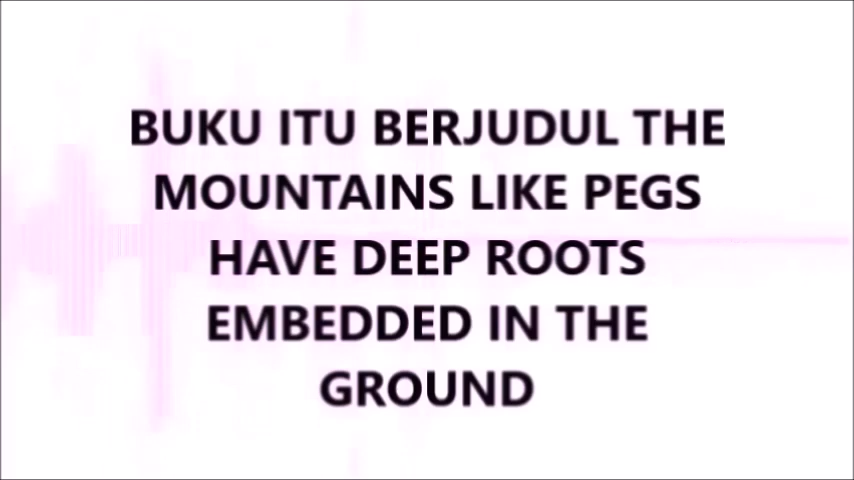 BUKU ITU BERJUDUL THE
MOUNTAINS LIKE PEGS
HAVE DEEP ROOTS
EMBEDDED IN THE
GROUND